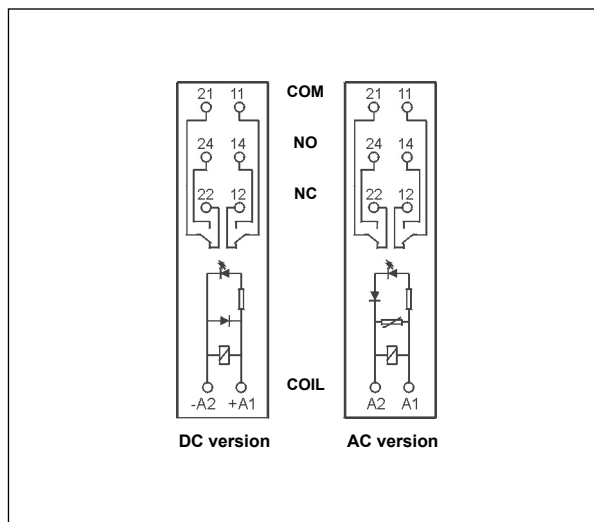 21 11 COM 21 11
24 14 NO 24 14
22 12 NC 22 12
COIL
-A2 +A1 A2 A1
DC version AC version